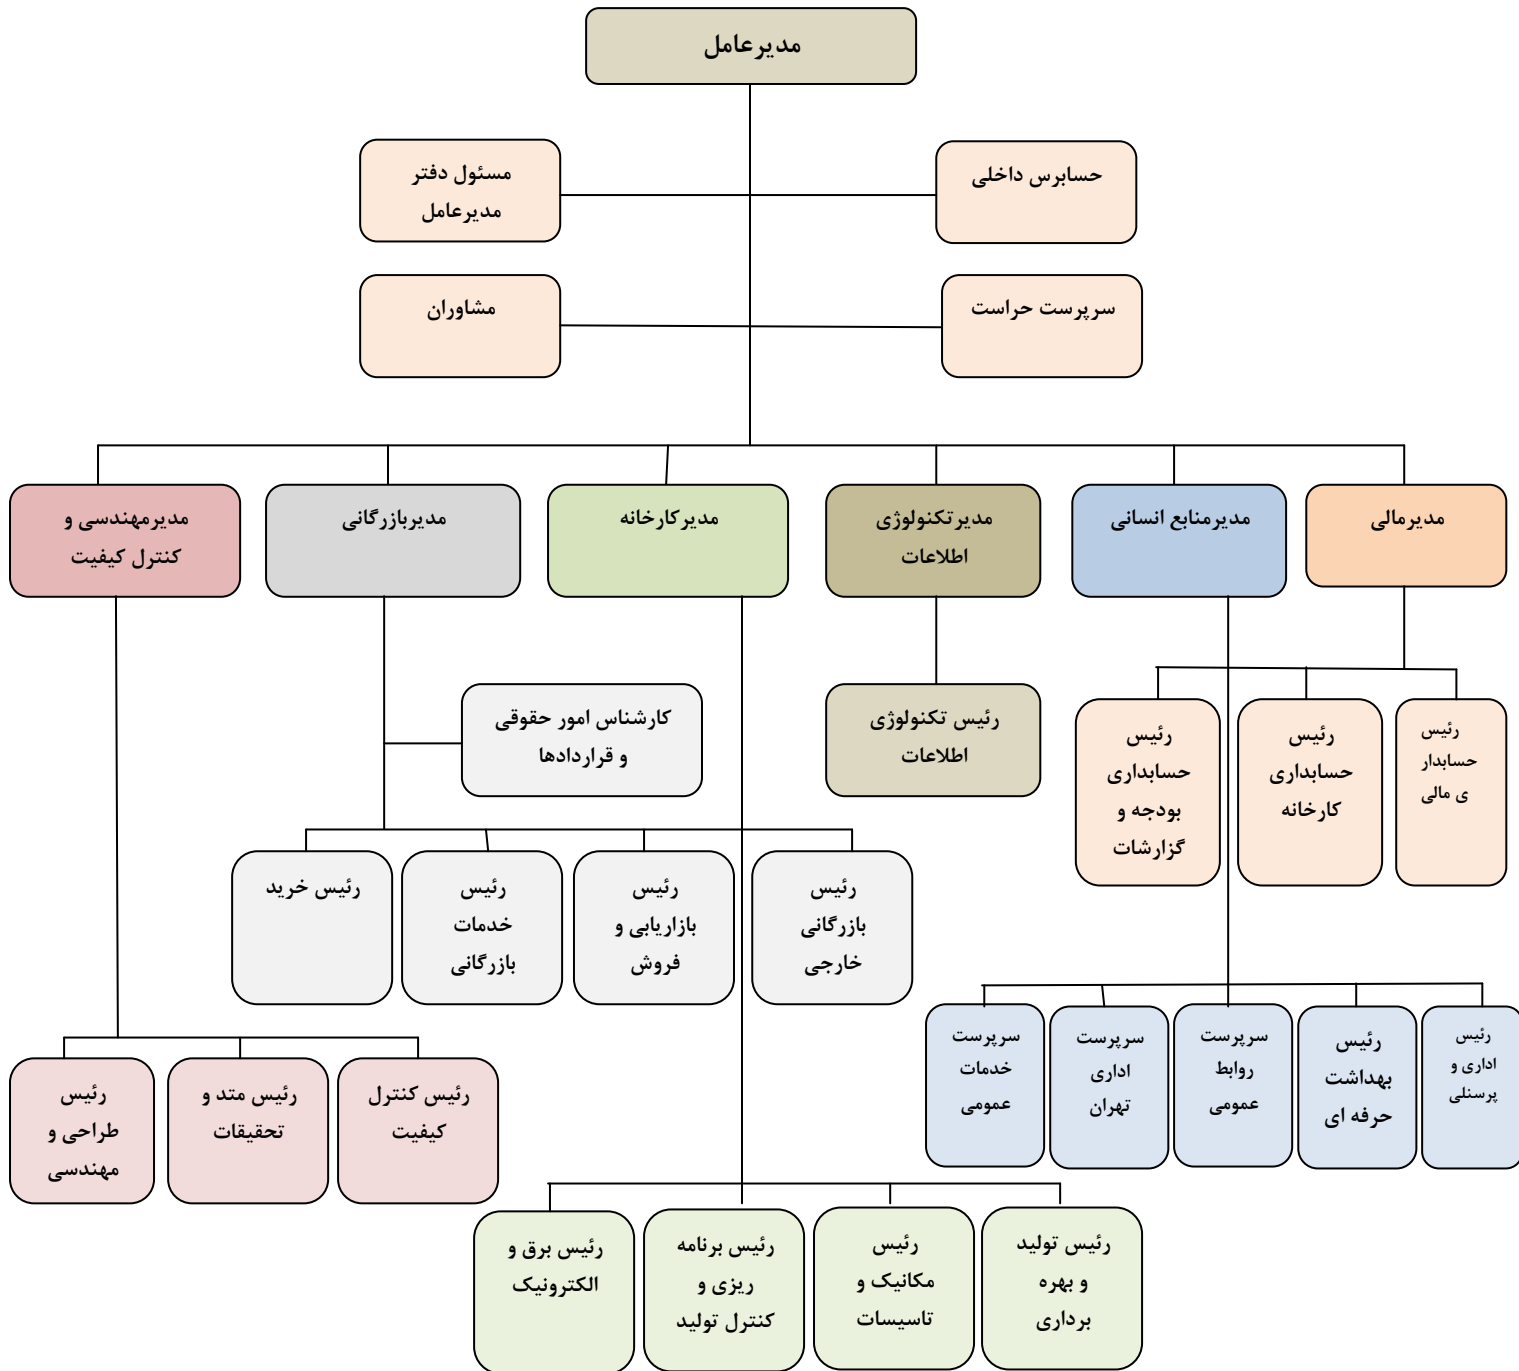 مدیرعامل
حسابرس داخلی
مسئول دفتر
مدیرعامل
سرپرست حراست
مشاوران
مدیرمالی
مدیرمنابع انسانی
مدیرتکنولوژی
اطلاعات
مدیرکارخانه
مدیربازرگانی
مدیرمهندسی و
کنترل کیفیت
رئیس
حسابدار
ی مالی
رئیس
حسابداری
کارخانه
رئیس
حسابداری
بودجه و
گزارشات
رئیس تکنولوژی
اطلاعات
کارشناس امور حقوقی
و قراردادها
رئیس
بازرگانی
خارجی
رئیس
بازاریابی و
فروش
رئیس
خدمات
بازرگانی
رئیس خرید
رئیس
اداری و
پرسنلی
رئیس
بهداشت
حرفه ای
سرپرست
روابط
عمومی
سرپرست
اداری
تهران
سرپرست
خدمات
عمومی
رئیس کنترل
کیفیت
رئیس متد و
تحقیقات
رئیس
طراحی و
مهندسی
رئیس تولید
و بهره
برداری
رئیس
مکانیک و
تاسیسات
رئیس برنامه
ریزی و
کنترل تولید
رئیس برق و
الکترونیک